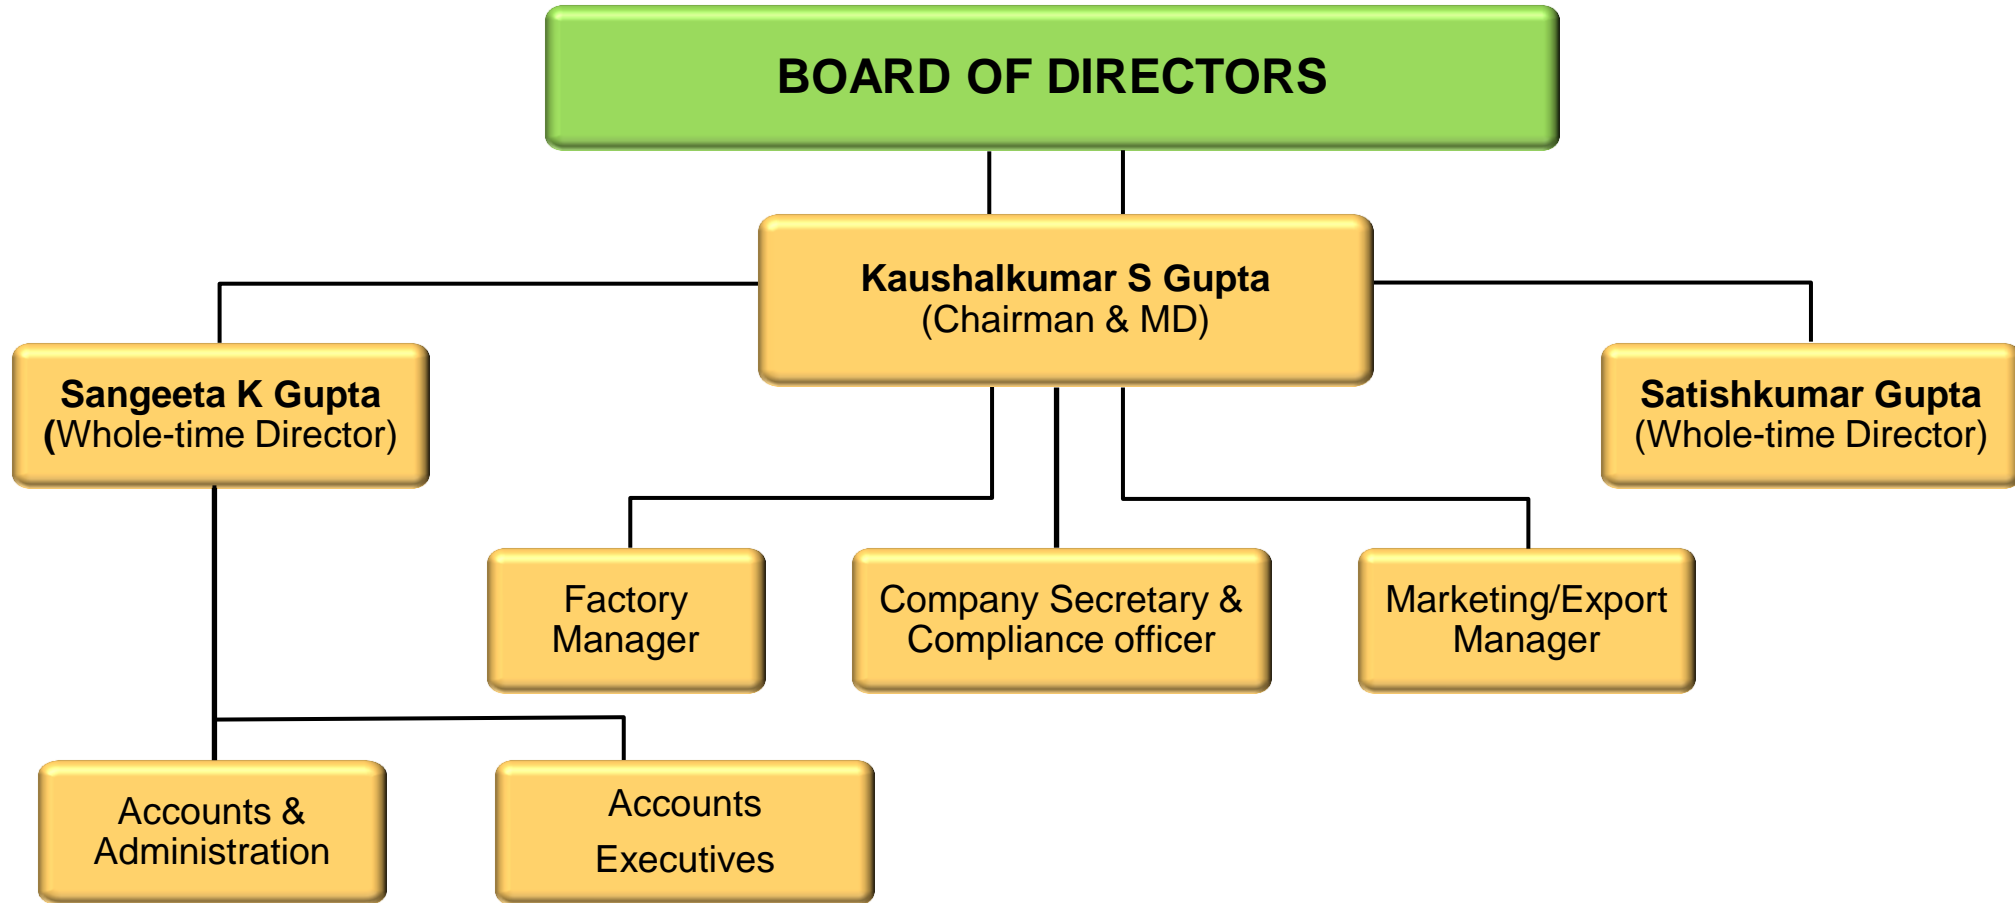 BOARD OF DIRECTORS
Kaushalkumar S Gupta
(Chairman & MD)
Sangeeta K Gupta
(Whole-time Director)
Satishkumar Gupta
(Whole-time Director)
Factory
Manager
Company Secretary &
Compliance officer
Marketing/Export
Manager
Accounts &
Administration
Accounts
Executives